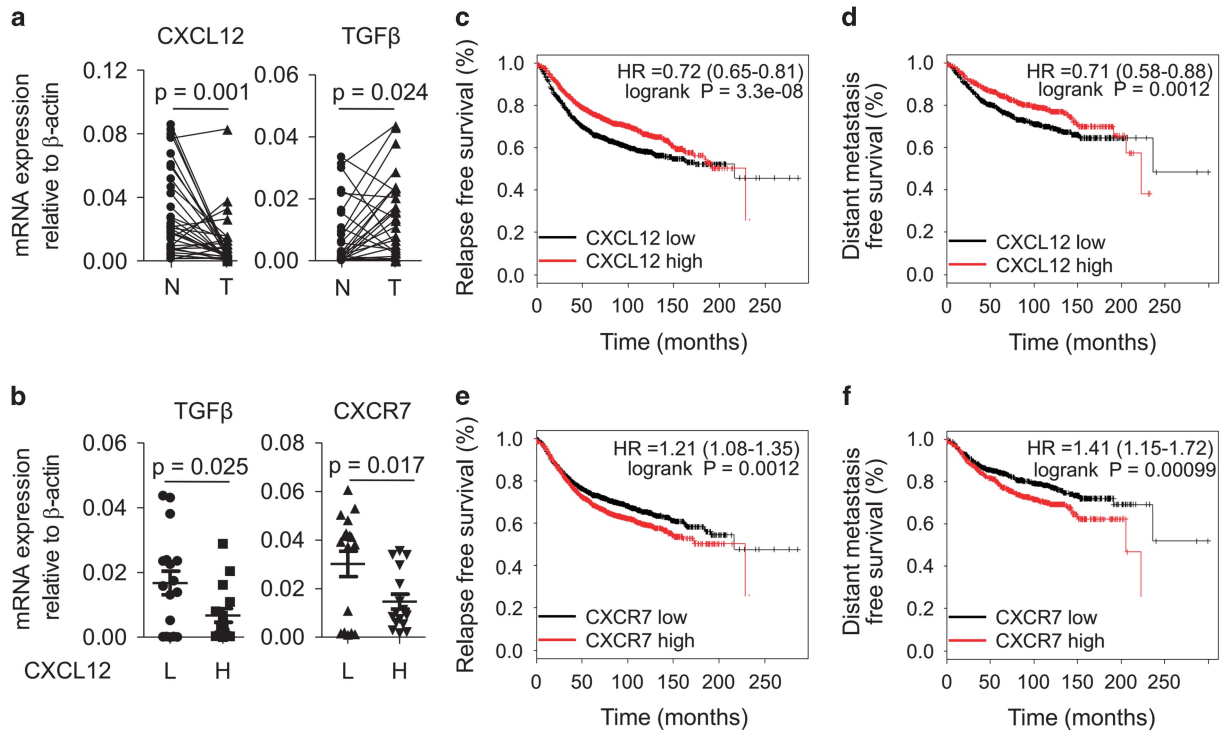 a
CXCL12
TGFβ
mRNA expression
relative to β-actin
0.12
0.08
0.04
0.00
p = 0.001
N
T
0.06
0.04
0.02
0.00
p = 0.024
N
T
c
Relapse free survival (%)
1.0
0.8
0.6
0.4
0.2
0.0
HR =0.72 (0.65-0.81)
logrank P = 3.3e-08
CXCL12 low
CXCL12 high
0
50
100
150
200
250
Time (months)
d
Distant metastasis
free survival (%)
1.0
0.8
0.6
0.4
0.2
0.0
HR =0.71 (0.58-0.88)
logrank P = 0.0012
CXCL12 low
CXCL12 high
0
50
100
150
200
250
Time (months)
b
TGFβ
CXCR7
mRNA expression
relative to β-actin
0.06
0.04
0.02
0.00
p = 0.025
0.08
0.06
0.04
0.02
0.00
p = 0.017
CXCL12
L
H
L
H
e
Relapse free survival (%)
1.0
0.8
0.6
0.4
0.2
0.0
HR =1.21 (1.08-1.35)
logrank P = 0.0012
CXCR7 low
CXCR7 high
0
50
100
150
200
250
Time (months)
f
Distant metastasis
free survival (%)
1.0
0.8
0.6
0.4
0.2
0.0
HR =1.41 (1.15-1.72)
logrank P = 0.00099
CXCR7 low
CXCR7 high
0
50
100
150
200
250
Time (months)